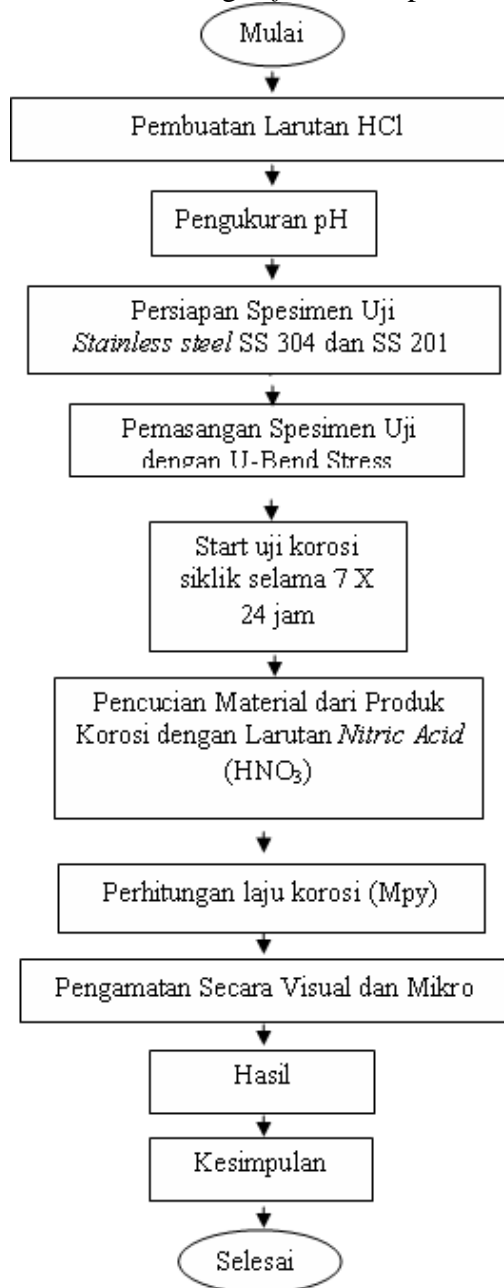 Mulai
Pembuatan Larutan HCl
Pengukuran pH
Persiapan Spesimen Uji
Stainless steel SS 304 dan SS 201
Pemasangan Spesimen Uji
dengan U-Bend Stress
Start uji korosi
siklik selama 7 X
24 jam
Pencucian Material dari Produk
Korosi dengan Larutan Nitric Acid
(HNO₃)
Perhitungan laju korosi (Mpy)
Pengamatan Secara Visual dan Mikro
Hasil
Kesimpulan
Selesai